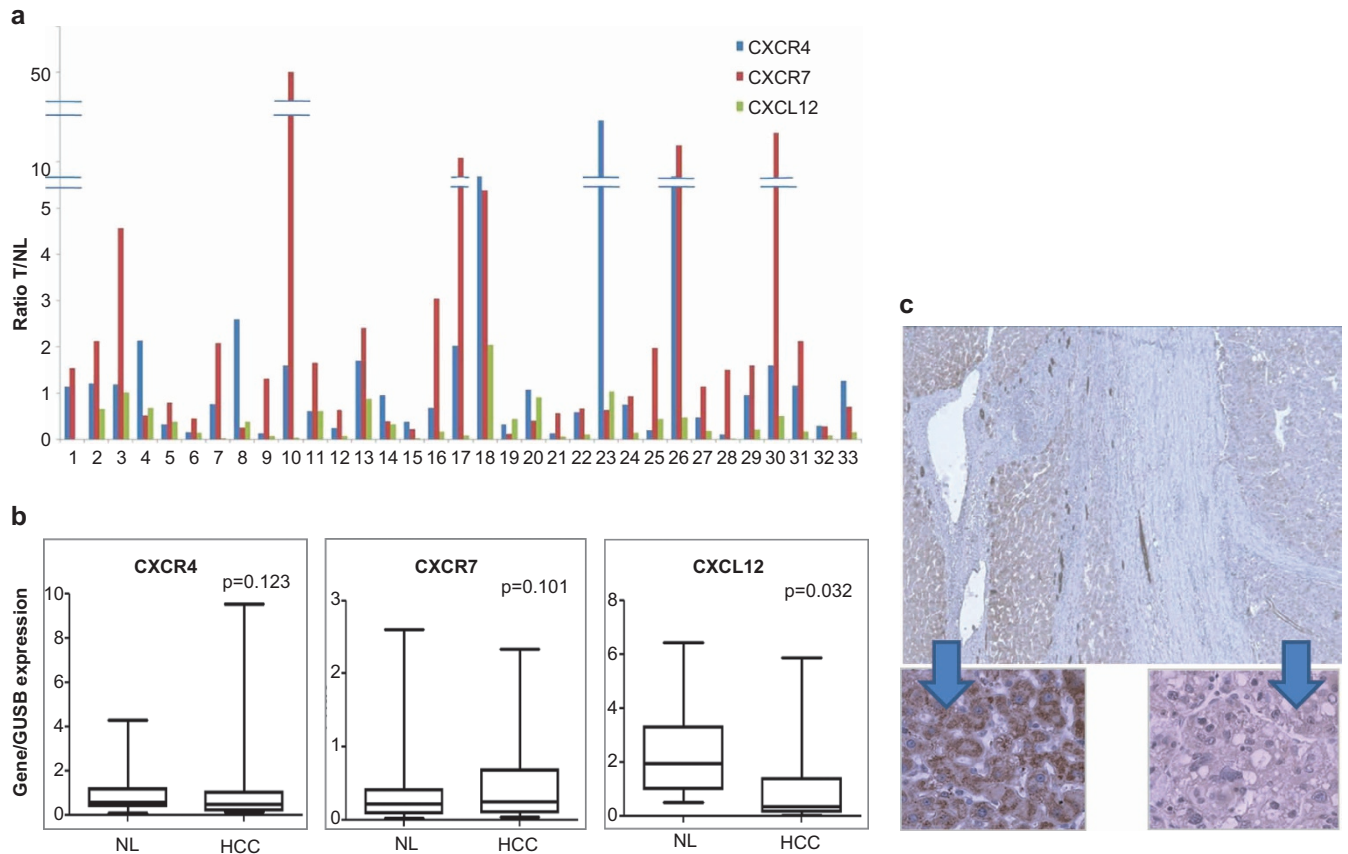 a
CXCR4
CXCR7
CXCL12
Ratio T/NL
50
10
5
4
3
2
1
0
1 2 3 4 5 6 7 8 9 10 11 12 13 14 15 16 17 18 19 20 21 22 23 24 25 26 27 28 29 30 31 32 33
b
Gene/GUSB expression
CXCR4
p=0.123
10
8
6
4
2
0
NL HCC
CXCR7
p=0.101
3
2
1
0
NL HCC
CXCL12
p=0.032
8
6
4
2
0
NL HCC
c